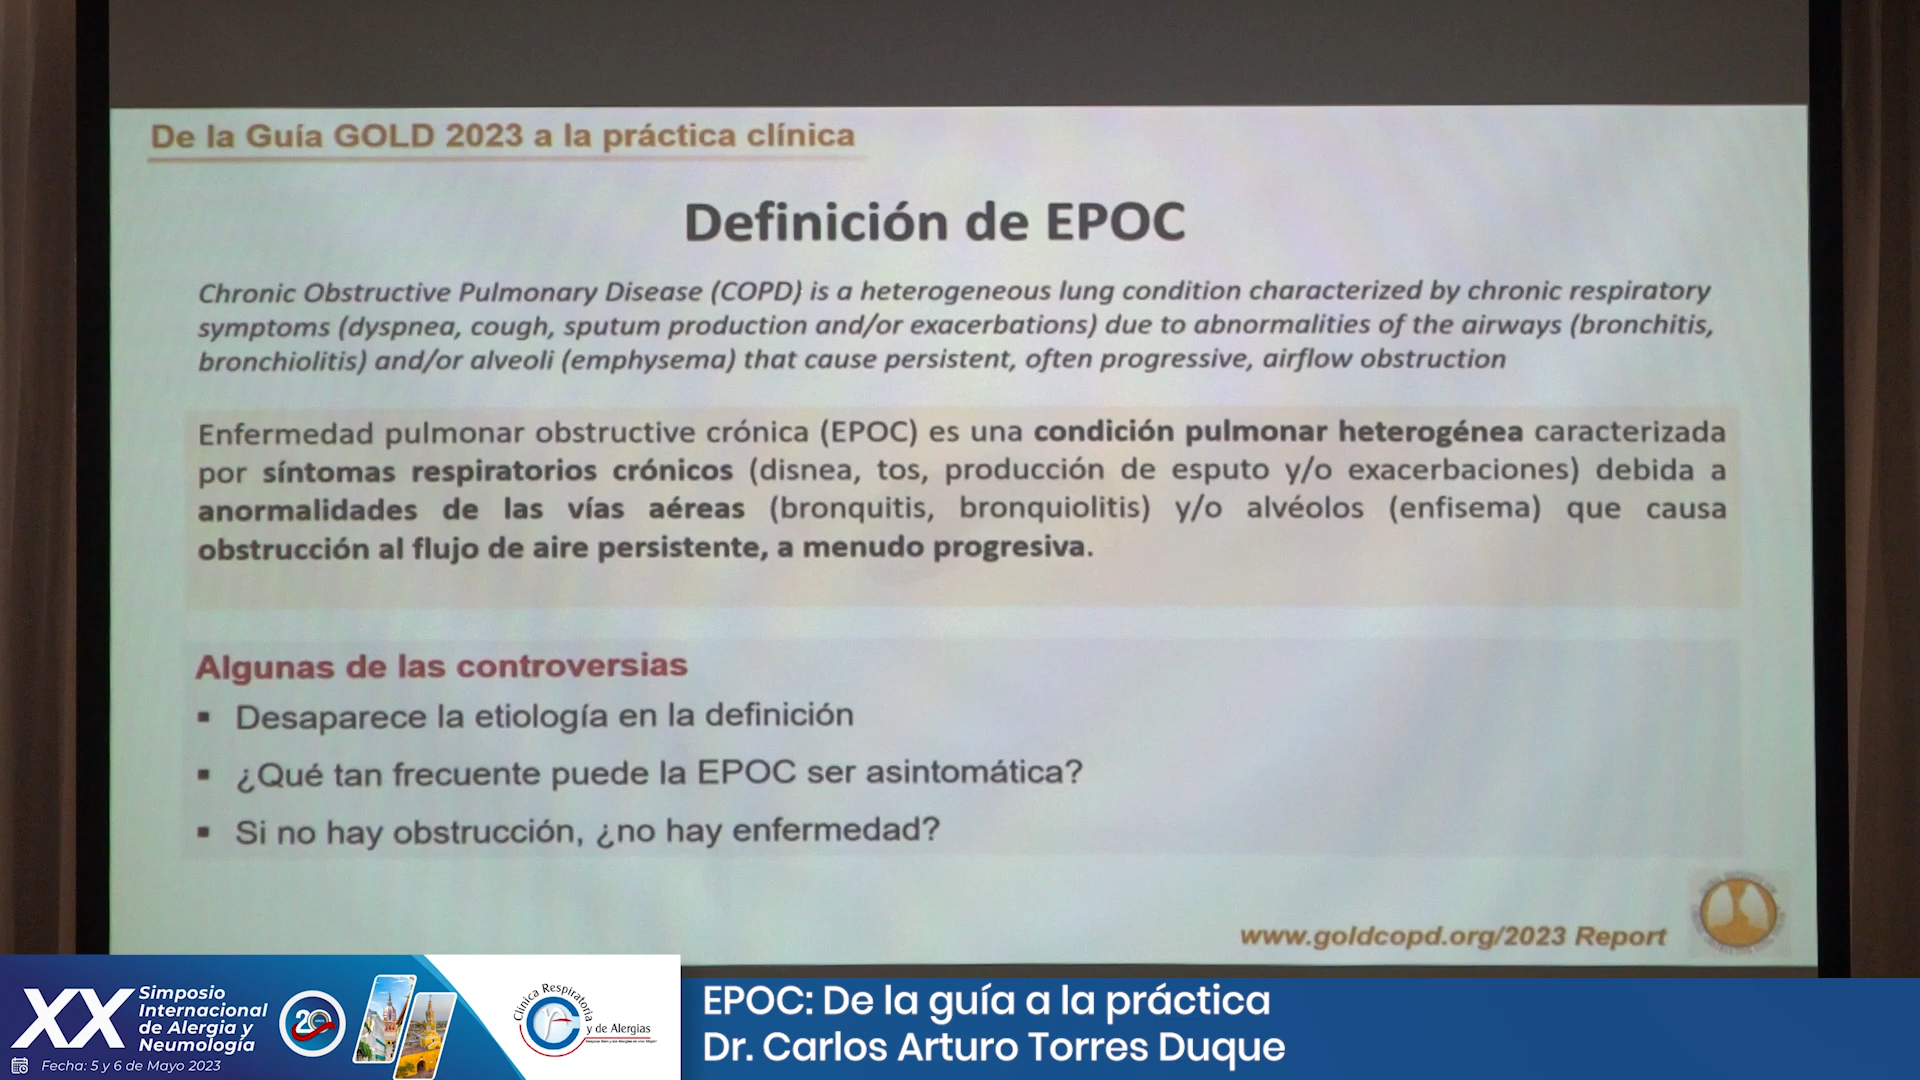 De la Guía GOLD 2023 a la práctica clínica
Definición de EPOC
Chronic Obstructive Pulmonary Disease (COPD) is a heterogeneous lung condition characterized by chronic respiratory
symptoms (dyspnea, cough, sputum production and/or exacerbations) due to abnormalities of the airways (bronchitis,
bronchiolitis) and/or alveoli (emphysema) that cause persistent, often progressive, airflow obstruction
Enfermedad pulmonar obstructive crónica (EPOC) es una condición pulmonar heterogénea caracterizada
por síntomas respiratorios crónicos (disnea, tos, producción de esputo y/o exacerbaciones) debida a
anormalidades de las vías aéreas (bronquitis, bronquiolitis) y/o alvéolos (enfisema) que causa
obstrucción al flujo de aire persistente, a menudo progresiva.
Algunas de las controversias
▪ Desaparece la etiología en la definición
▪ ¿Qué tan frecuente puede la EPOC ser asintomática?
▪ Si no hay obstrucción, ¿no hay enfermedad?
www.goldcopd.org/2023 Report
XX
Simposio
Internacional
de Alergia y
Neumología
Fecha: 5 y 6 de Mayo 2023
20
Clínica Respiratoria
y de Alergias
EPOC: De la guía a la práctica
Dr. Carlos Arturo Torres Duque